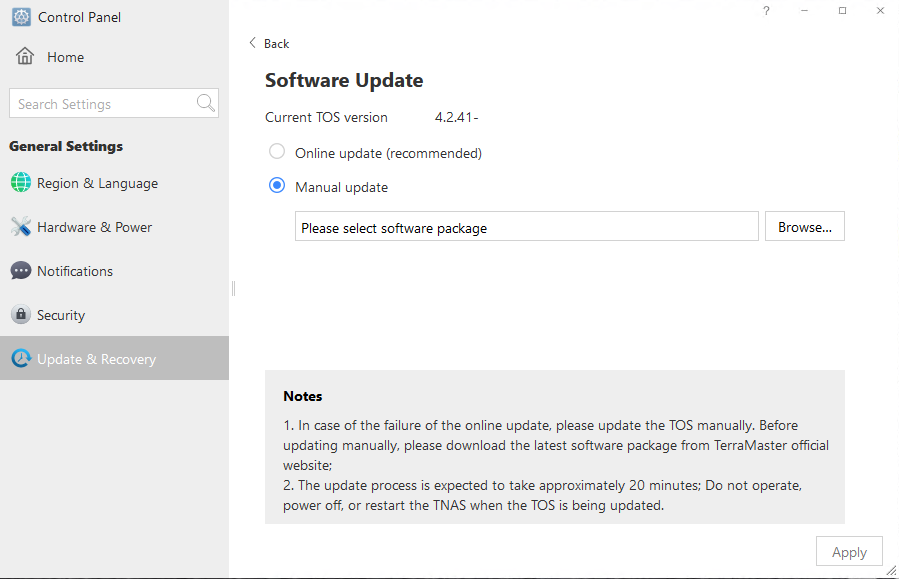 Control Panel
?
Home
Back
Search Settings
Software Update
Current TOS version 4.2.41-
General Settings
Online update (recommended)
Region & Language
Manual update
Hardware & Power
Please select software package
Browse...
Notifications
Security
Update & Recovery
Notes
1. In case of the failure of the online update, please update the TOS manually. Before
updating manually, please download the latest software package from TerraMaster official
website;
2. The update process is expected to take approximately 20 minutes; Do not operate,
power off, or restart the TNAS when the TOS is being updated.
Apply